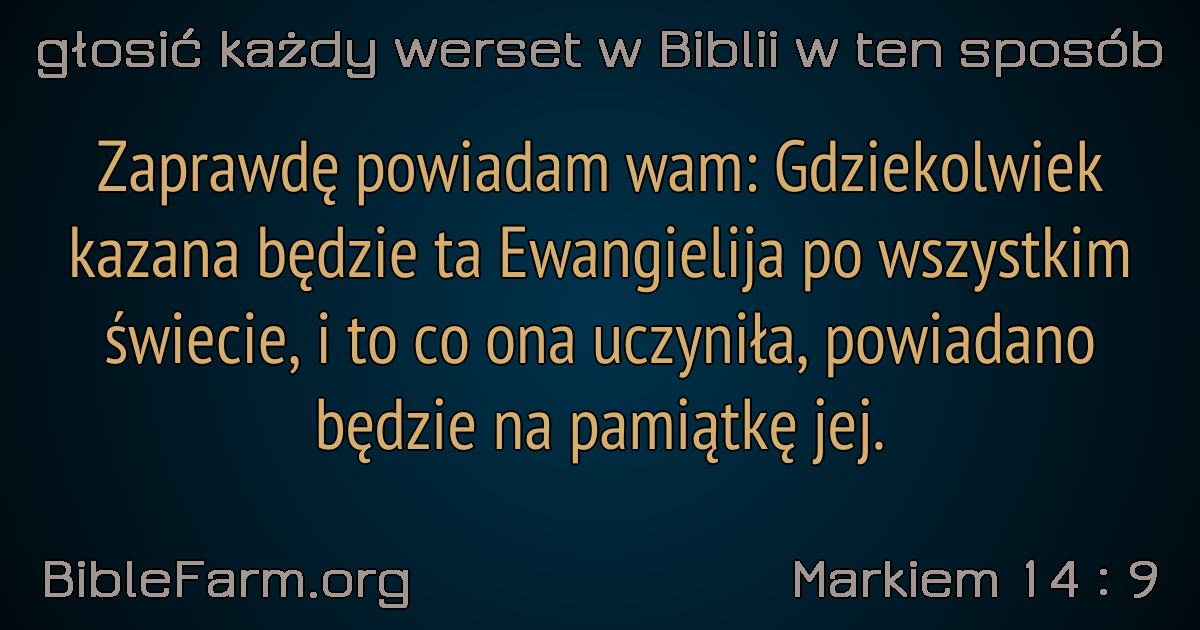 głosić każdy werset w Biblii w ten sposób
Zaprawdę powiadam wam: Gdziekolwiek
kazana będzie ta Ewangielija po wszystkim
świecie, i to co ona uczyniła, powiadano
będzie na pamiątkę jej.
BibleFarm.org
Markiem 14 : 9